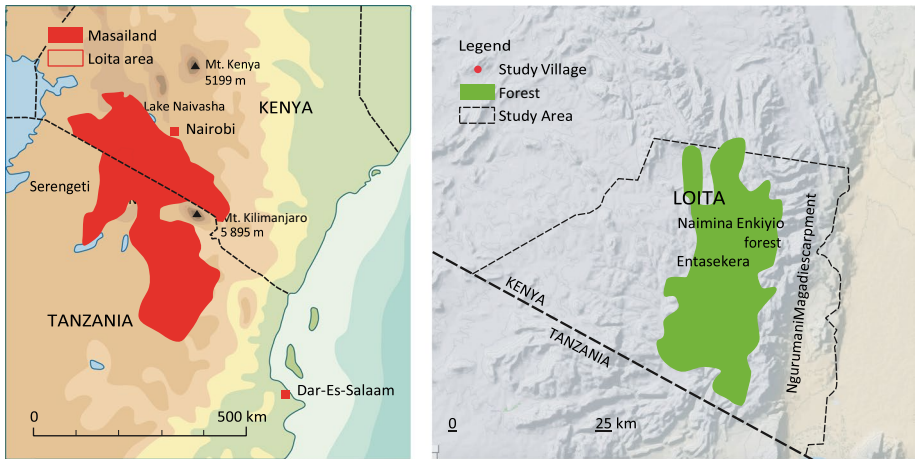 Masailand
Loita area
Mt. Kenya
5199 m
Lake Naivasha
KENYA
Nairobi
Serengeti
Mt. Kilimanjaro
5 895 m
TANZANIA
Dar-Es-Salaam
0 500 km
Legend
Study Village
Forest
Study Area
LOITA
Naimina Enkiyio
forest
Entasekera
NgurumaniMagadiescarpment
KENYA
TANZANIA
0 25 km